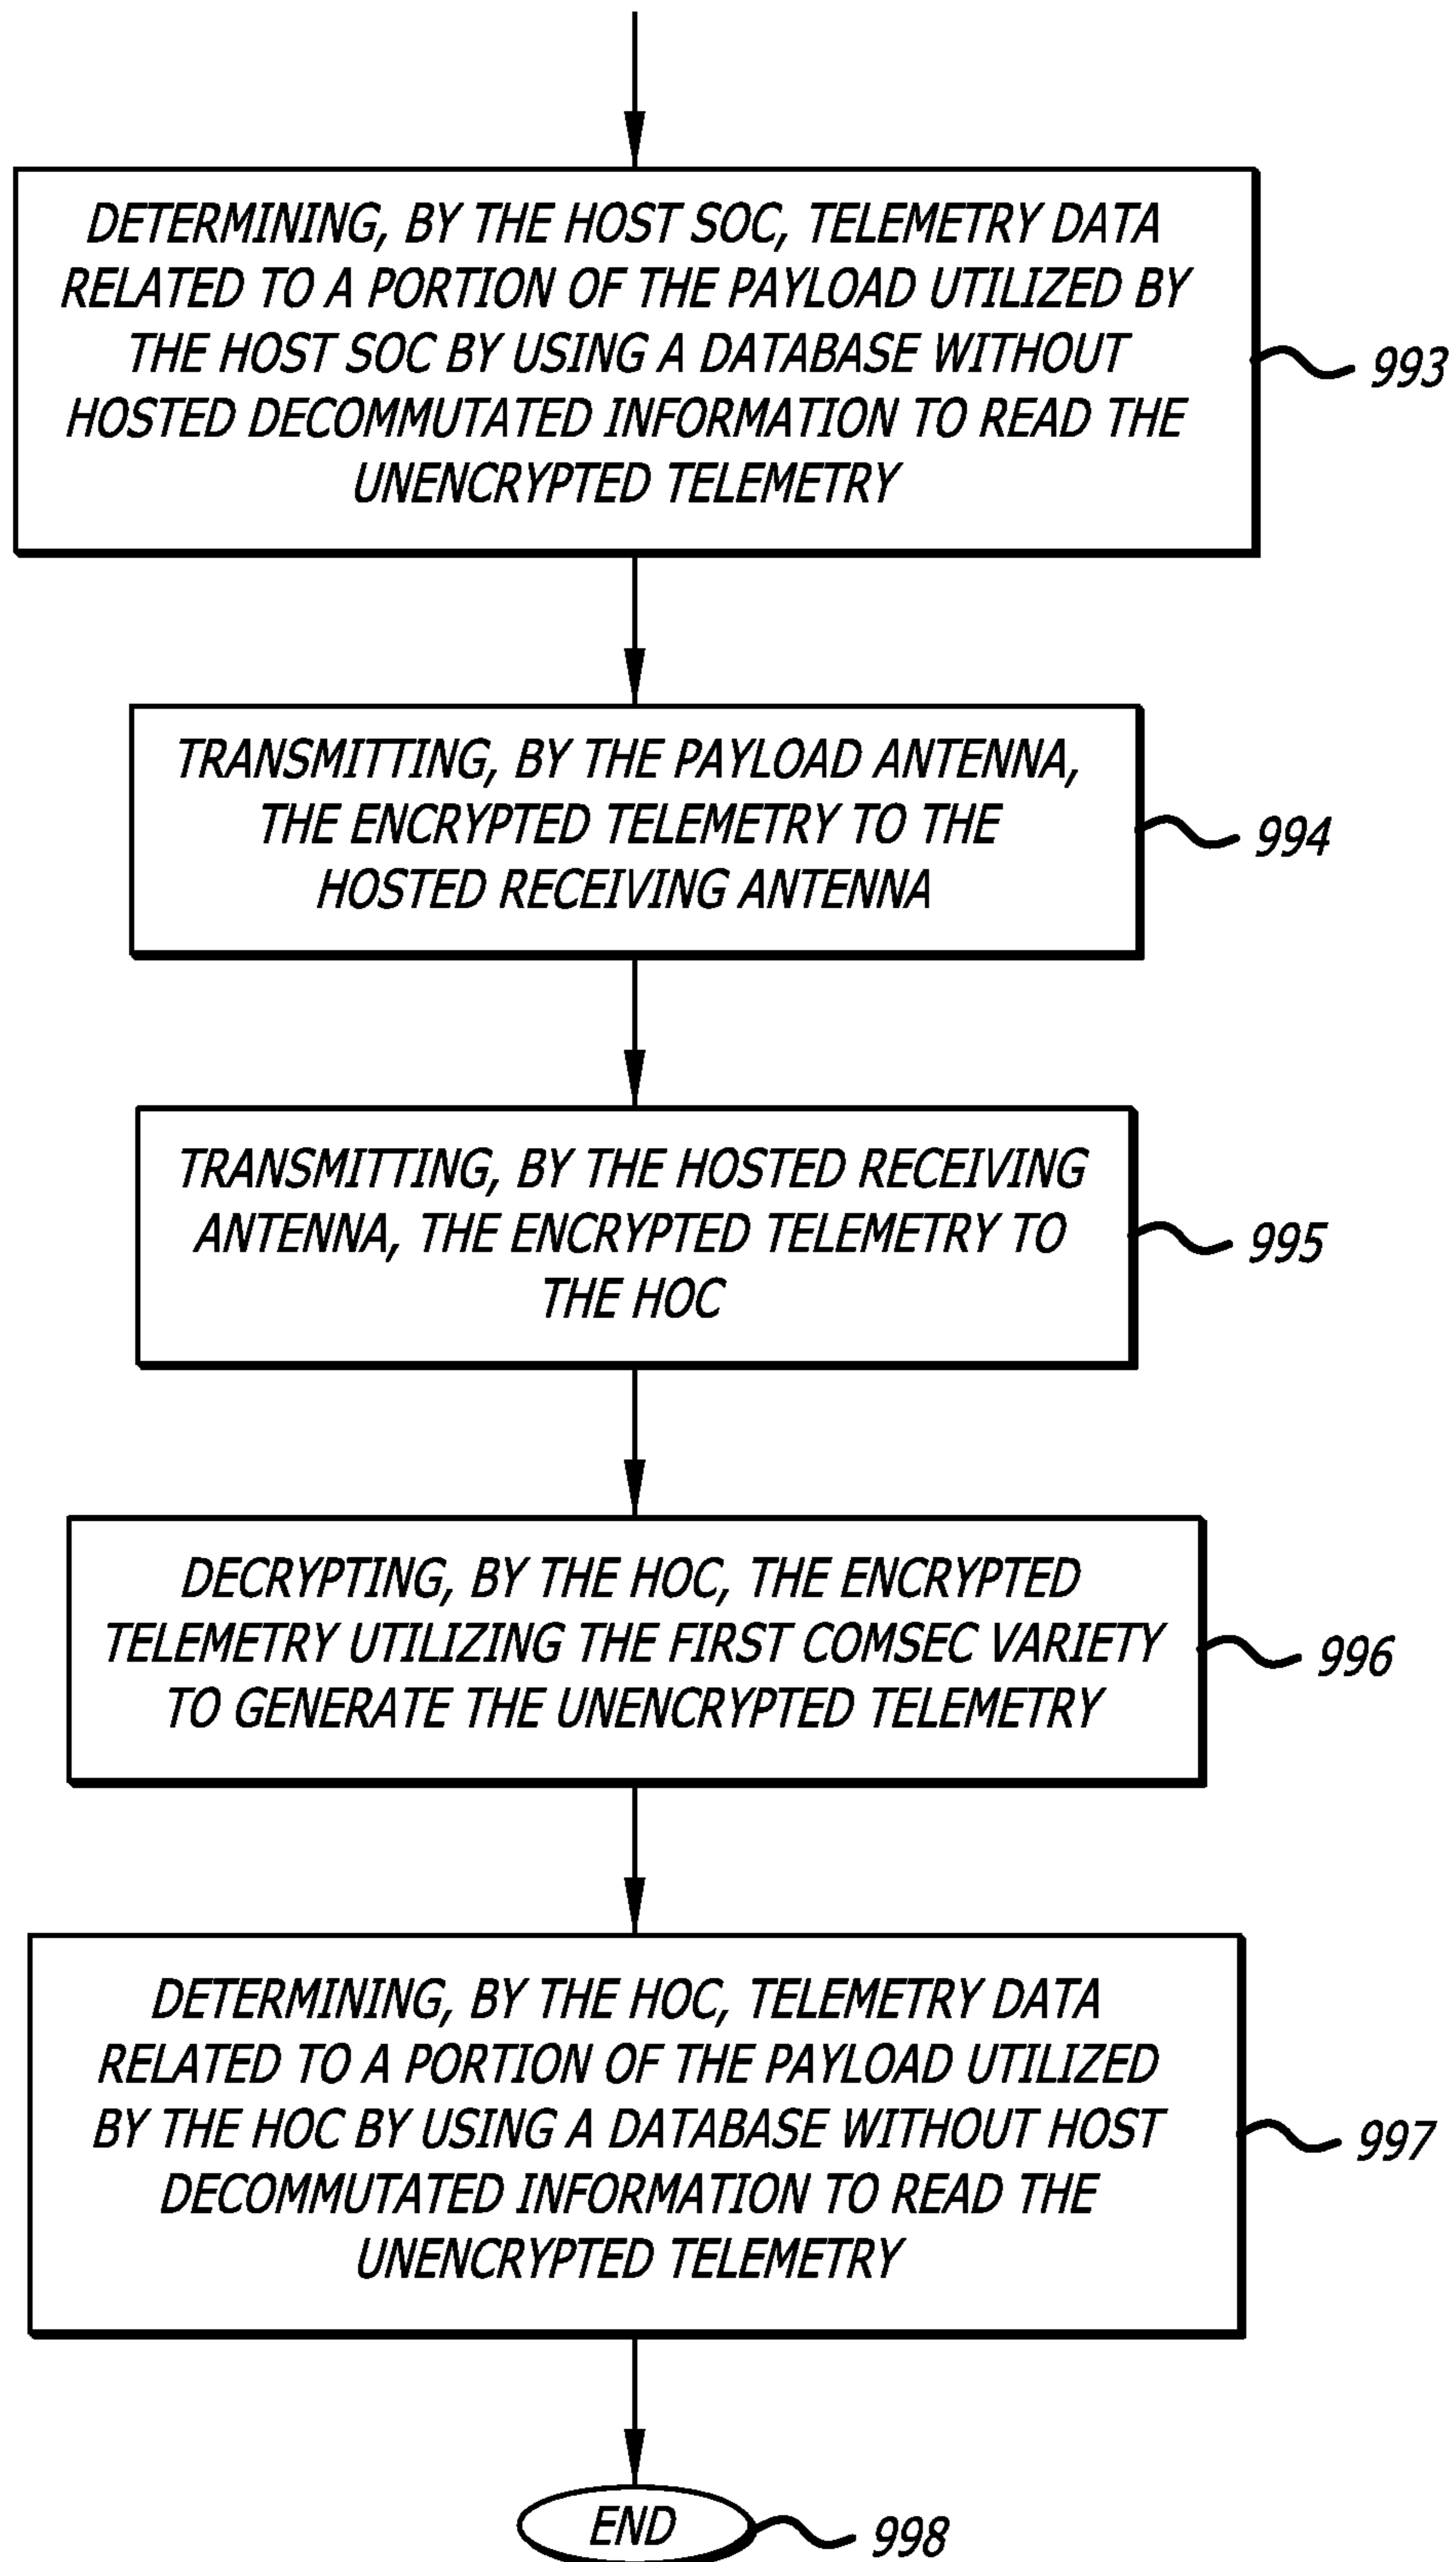 DETERMINING, BY THE HOST SOC, TELEMETRY DATA
RELATED TO A PORTION OF THE PAYLOAD UTILIZED BY
THE HOST SOC BY USING A DATABASE WITHOUT
HOSTED DECOMMUTATED INFORMATION TO READ THE
UNENCRYPTED TELEMETRY
993
TRANSMITTING, BY THE PAYLOAD ANTENNA,
THE ENCRYPTED TELEMETRY TO THE
HOSTED RECEIVING ANTENNA
994
TRANSMITTING, BY THE HOSTED RECEIVING
ANTENNA, THE ENCRYPTED TELEMETRY TO
THE HOC
995
DECRYPTING, BY THE HOC, THE ENCRYPTED
TELEMETRY UTILIZING THE FIRST COMSEC VARIETY
TO GENERATE THE UNENCRYPTED TELEMETRY
996
DETERMINING, BY THE HOC, TELEMETRY DATA
RELATED TO A PORTION OF THE PAYLOAD UTILIZED
BY THE HOC BY USING A DATABASE WITHOUT HOST
DECOMMUTATED INFORMATION TO READ THE
UNENCRYPTED TELEMETRY
997
END
998